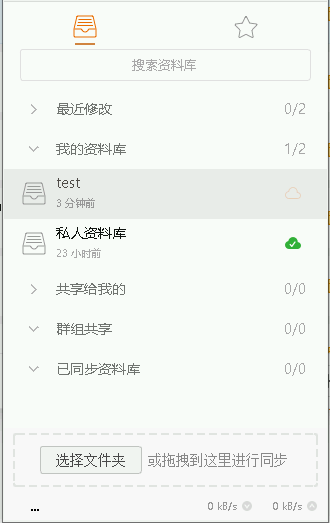 搜索资料库
最近修改 0/2
我的资料库 1/2
test
3 分钟前
私人资料库
23 小时前
共享给我的 0/0
群组共享 0/0
已同步资料库 0/0
选择文件夹 或拖拽到这里进行同步
... 0 kB/s 0 kB/s